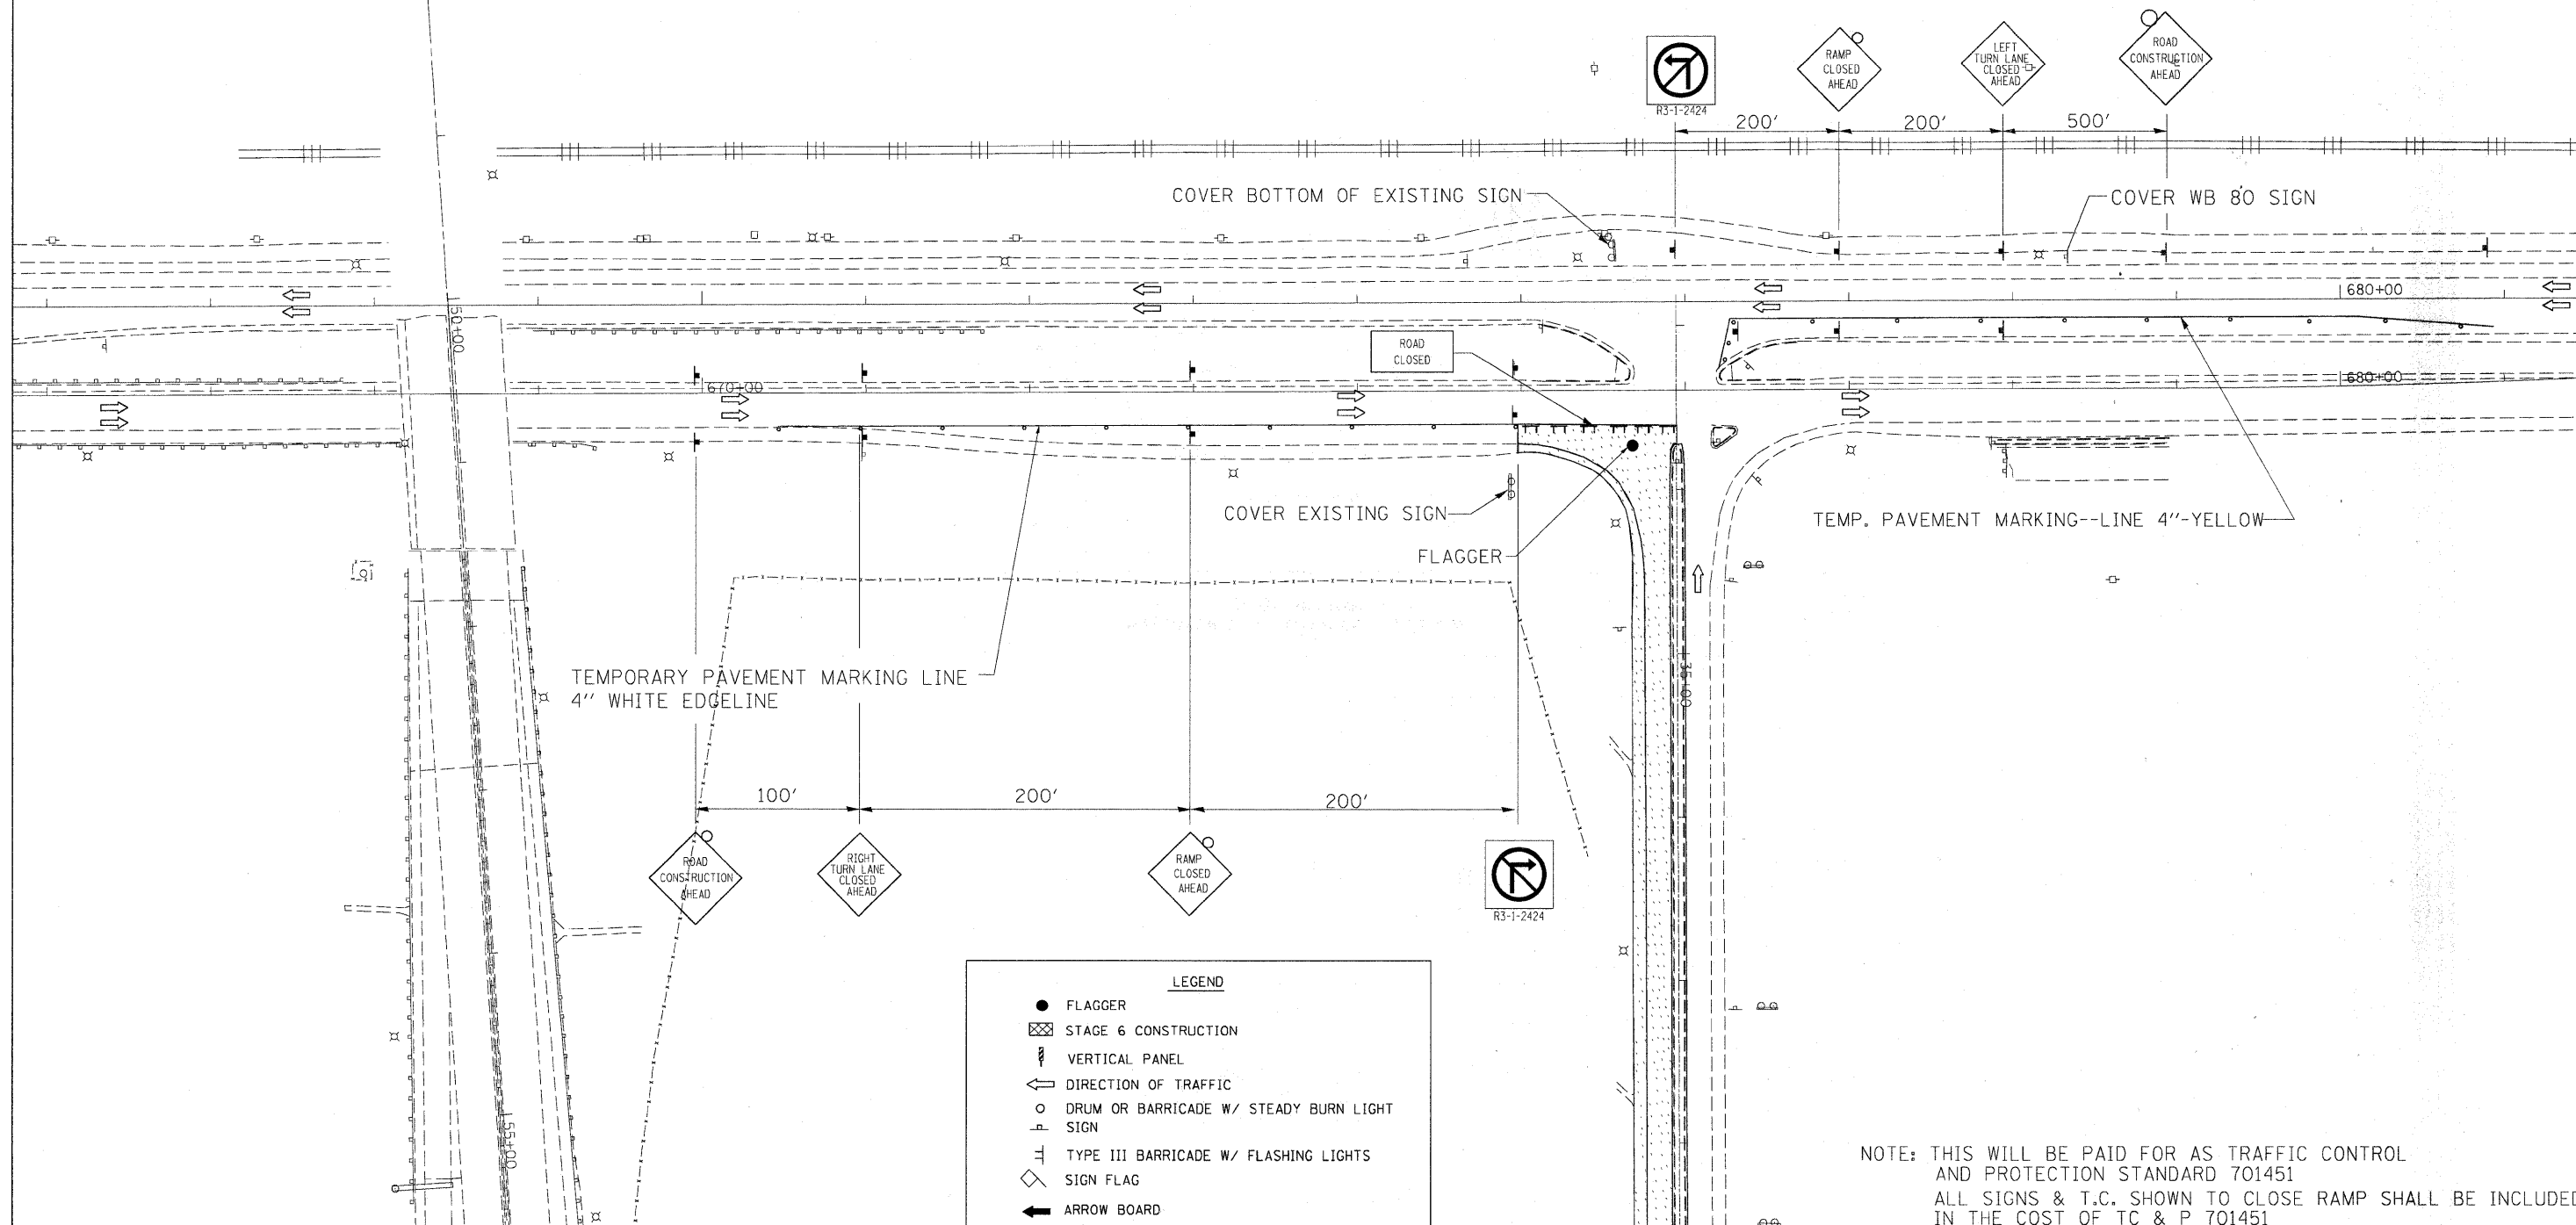 ROAD
CONSTRUCTION
AHEAD
LEFT
TURN LANE
CLOSED
AHEAD
RAMP
CLOSED
AHEAD
R3-1-2424
200'
200'
500'
COVER BOTTOM OF EXISTING SIGN
COVER WB 80 SIGN
680+00
50+00
ROAD
CLOSED
670+00
680+00
COVER EXISTING SIGN
TEMP. PAVEMENT MARKING--LINE 4"-YELLOW
FLAGGER
TEMPORARY PAVEMENT MARKING LINE
4" WHITE EDGELINE
35+00
100'
200'
200'
ROAD
CONSTRUCTION
AHEAD
RIGHT
TURN LANE
CLOSED
AHEAD
RAMP
CLOSED
AHEAD
R3-1-2424
LEGEND
FLAGGER
STAGE 6 CONSTRUCTION
VERTICAL PANEL
DIRECTION OF TRAFFIC
DRUM OR BARRICADE W/ STEADY BURN LIGHT
SIGN
TYPE III BARRICADE W/ FLASHING LIGHTS
SIGN FLAG
ARROW BOARD
55+00
NOTE: THIS WILL BE PAID FOR AS TRAFFIC CONTROL
AND PROTECTION STANDARD 701451
ALL SIGNS & T.C. SHOWN TO CLOSE RAMP SHALL BE INCLUDED
IN THE COST OF TC & P 701451